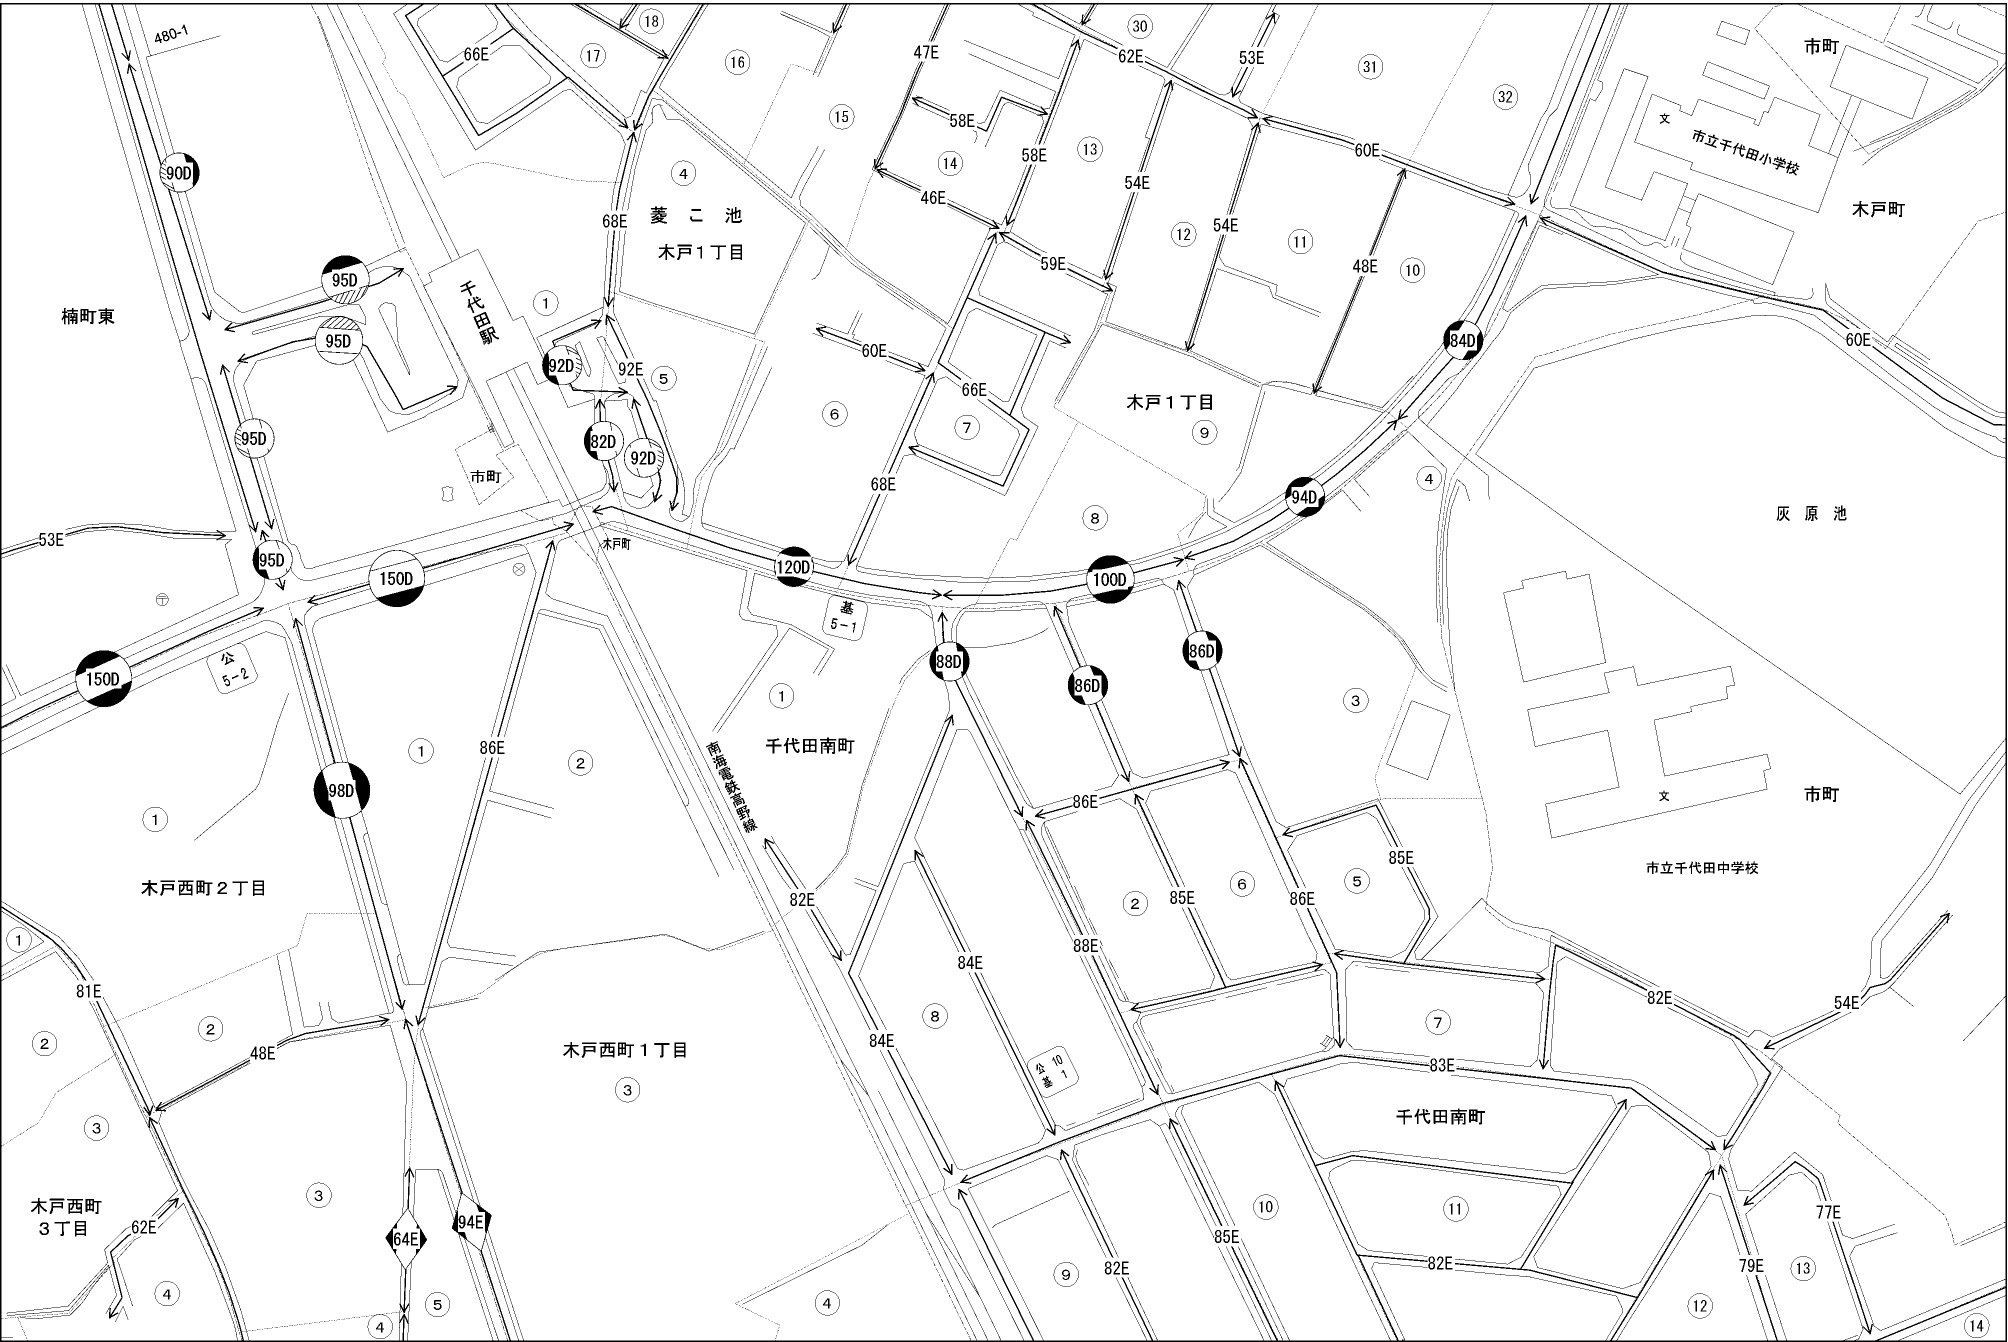 480-1
66E
17
18
16
47E
30
62E
53E
31
32
市町
文
市立千代田小学校
木戸町
90D
68E
4
菱こ池
木戸1丁目
15
58E
14
58E
13
46E
54E
60E
12
54E
11
48E
10
59E
楠町東
95D
95D
95D
千代田駅
1
92D
92E
5
82D
92D
市町
6
60E
66E
7
68E
木戸1丁目
9
84D
60E
94D
4
8
灰原池
53E
95D
150D
木戸町
120D
100D
基
5-1
公
5-2
150D
88D
86D
86D
1
3
98D
1
86E
2
千代田南町
南海電鉄高野線
86E
文
市町
市立千代田中学校
1
木戸西町2丁目
82E
85E
2
6
86E
85E
5
1
81E
88E
84E
82E
54E
2
2
48E
木戸西町1丁目
3
84E
8
公10
基1
7
83E
千代田南町
3
木戸西町
3丁目
62E
3
64E
94E
4
4
5
4
9
82E
85E
10
11
82E
77E
79E
13
12
14